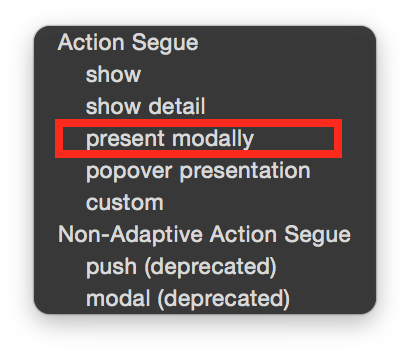 Action Segue
show
show detail
present modally
popover presentation
custom
Non-Adaptive Action Segue
push (deprecated)
modal (deprecated)